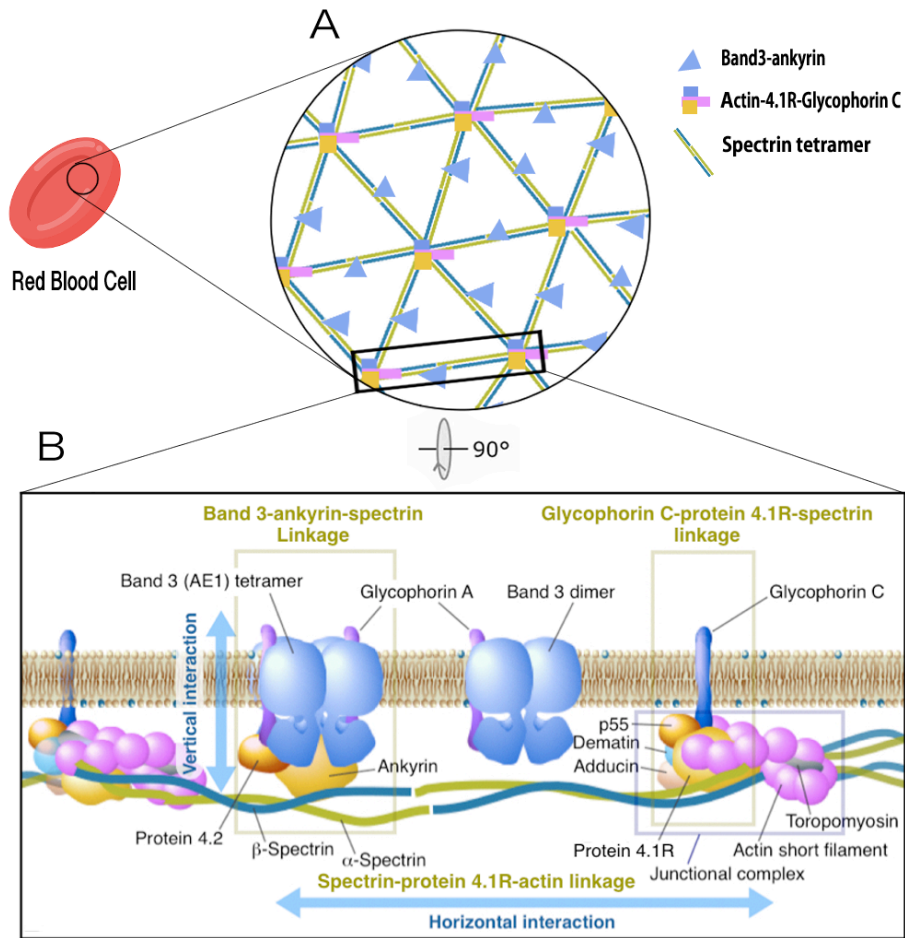 A
Band3-ankyrin
Actin-4.1R-Glycophorin C
Spectrin tetramer
Red Blood Cell
90°
B
Band 3-ankyrin-spectrin
Linkage
Glycophorin C-protein 4.1R-spectrin
linkage
Band 3 (AE1) tetramer
Glycophorin A
Band 3 dimer
Glycophorin C
Vertical interaction
p55
Dematin
Adducin
Ankyrin
Toropomyosin
Protein 4.2
β-Spectrin
α-Spectrin
Protein 4.1R
Actin short filament
Junctional complex
Spectrin-protein 4.1R-actin linkage
Horizontal interaction